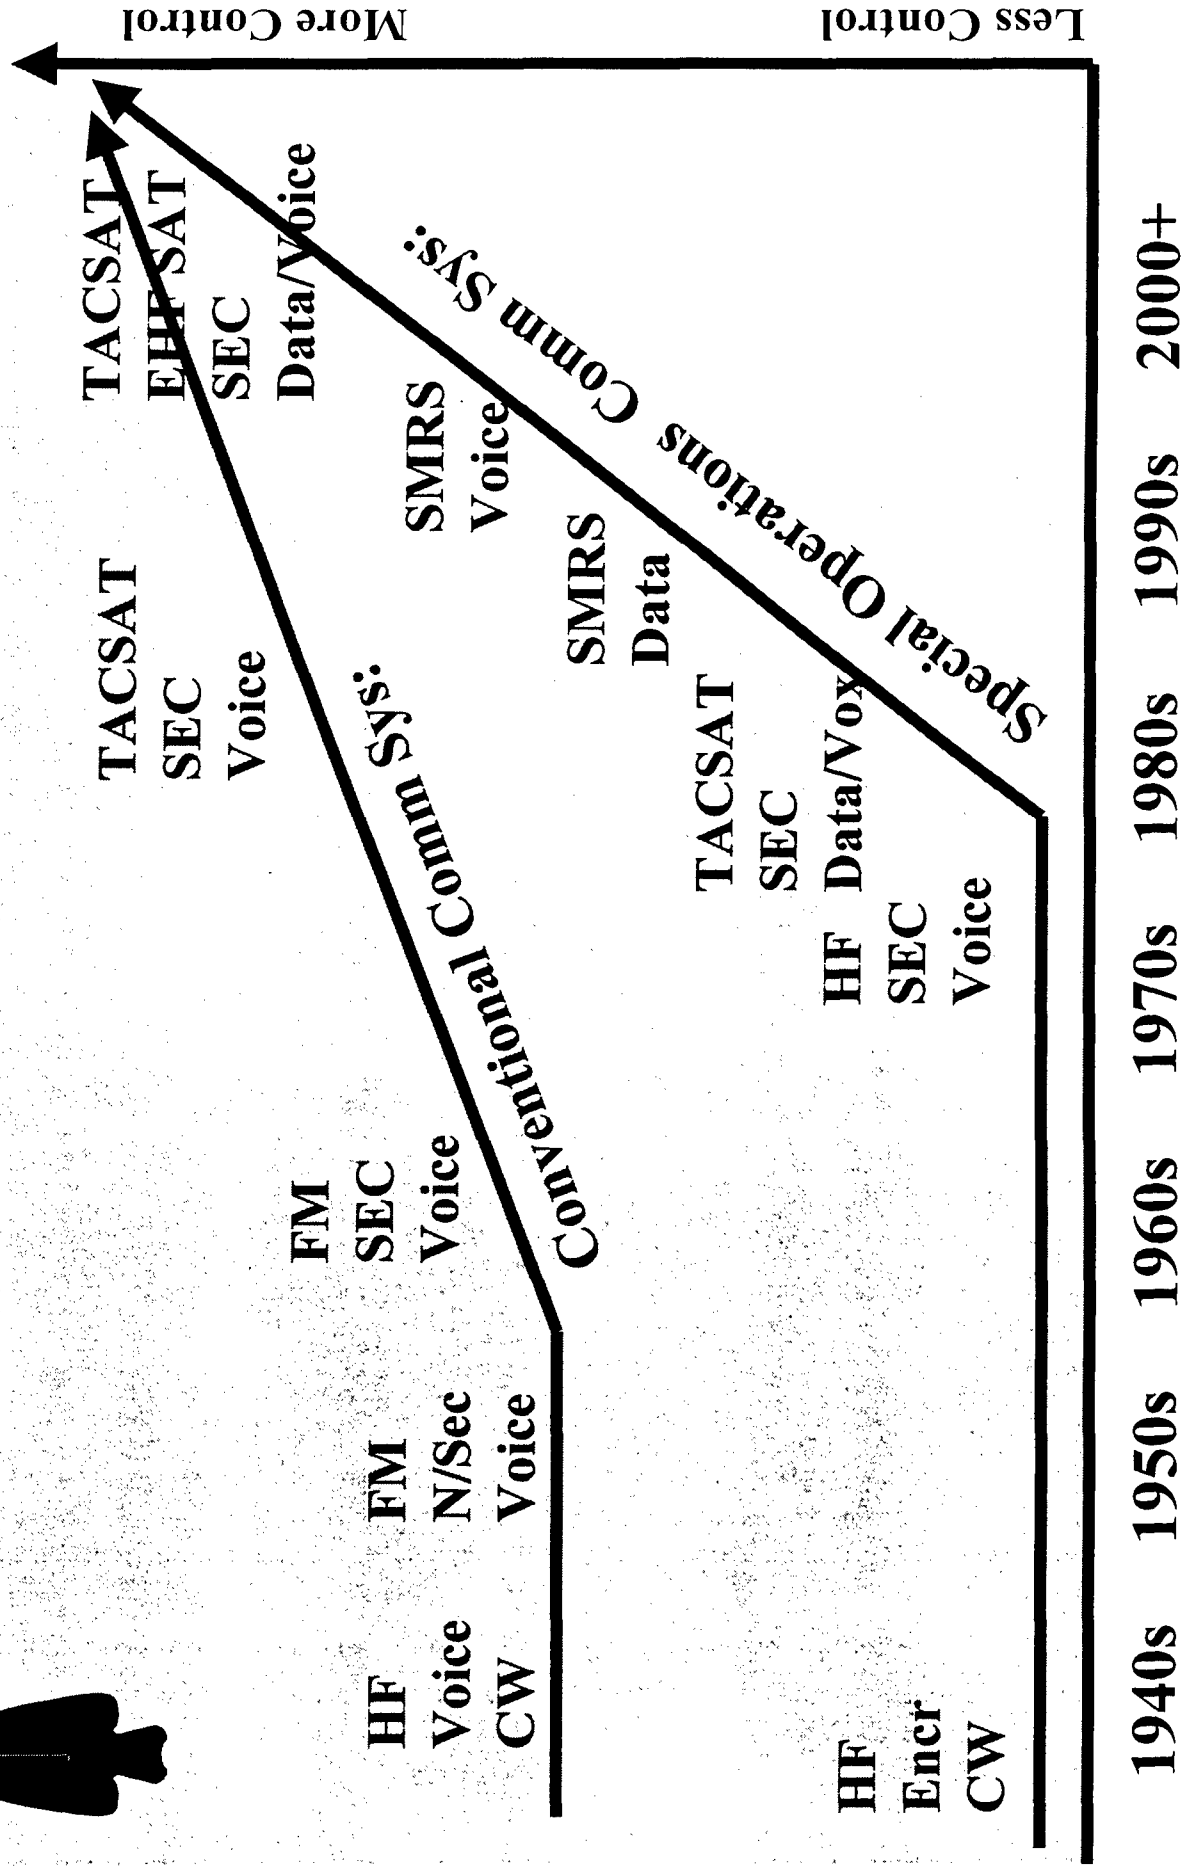 TACSAT
EHF SAT
SEC
Data/Voice
TACSAT
SEC
Voice
SMRS
Voice
SMRS
Data
FM
SEC
Voice
Conventional Comm Sys:
Special Operations Comm Sys:
HF
Voice
CW
FM
N/Sec
Voice
TACSAT
SEC
Data/Vox
HF
SEC
Voice
HF
Encr
CW
1940s
1950s
1960s
1970s
1980s
1990s
2000+
More Control
Less Control